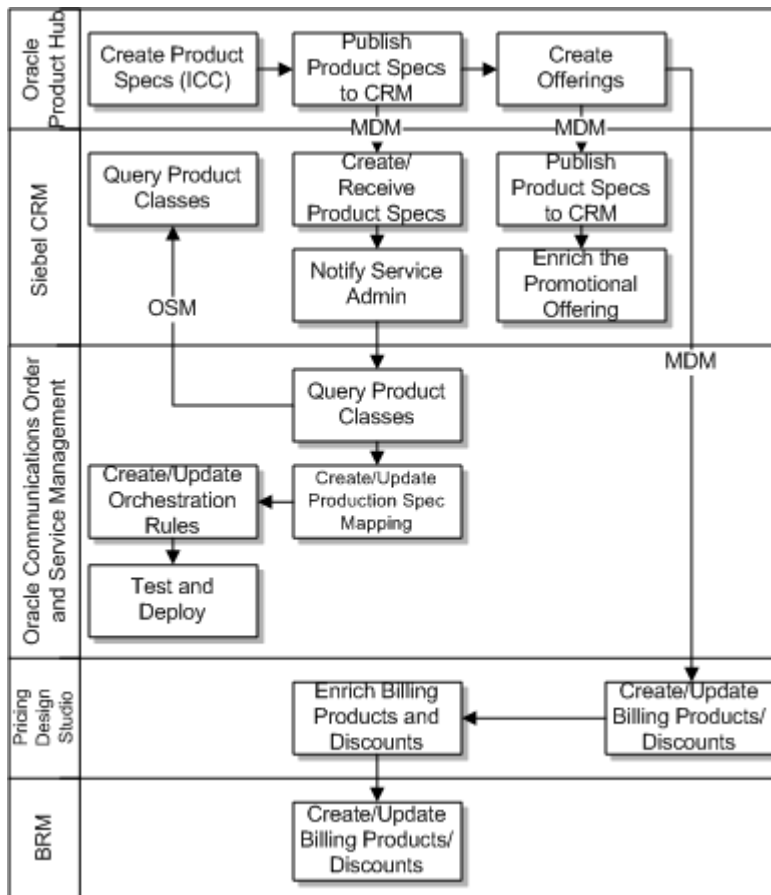 Oracle
Product Hub
Create Product
Specs (ICC)
Publish
Product Specs
to CRM
Create
Offerings
MDM
MDM
Siebel CRM
Query Product
Classes
Create/
Receive
Product Specs
Publish
Product Specs
to CRM
Notify Service
Admin
Enrich the
Promotional
Offering
OSM
MDM
Oracle Communications Order
and Service Management
Query Product
Classes
Create/Update
Orchestration
Rules
Create/Update
Production Spec
Mapping
Test and
Deploy
Pricing
Design
Studio
Enrich Billing
Products and
Discounts
Create/Update
Billing Products/
Discounts
BRM
Create/Update
Billing Products/
Discounts